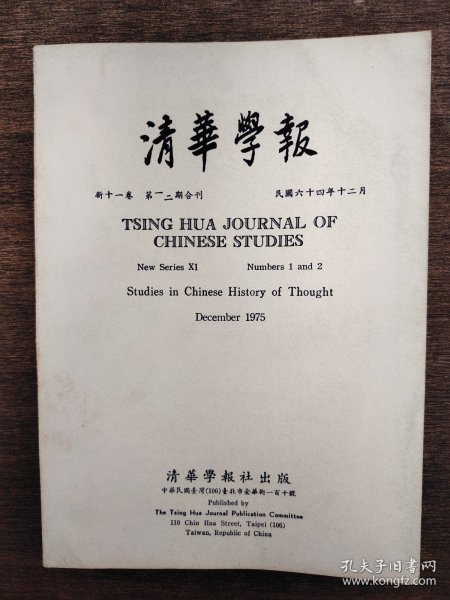 清華學報
新十一卷 第一二期合刊 民國六十四年十二月
TSING HUA JOURNAL OF
CHINESE STUDIES
New Series XI Numbers 1 and 2
Studies in Chinese History of Thought
December 1975
清華學報社出版
中華民國臺灣(106)臺北市金華街一百十號
Published by
The Tsing Hua Journal Publication Committee
110 Chin Hua Street, Taipei (106)
Taiwan, Republic of China
孔夫子旧书网
www.kongfz.com